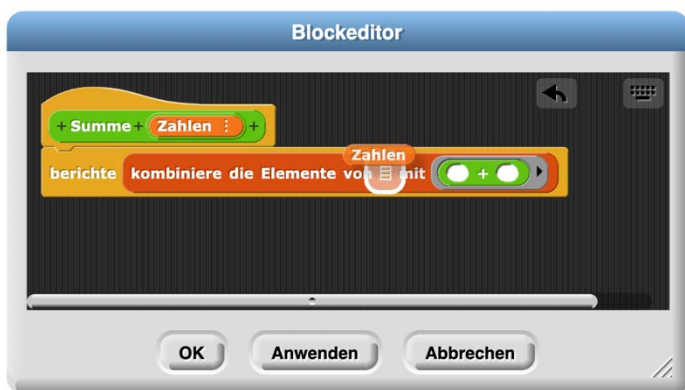 Blockeditor
+ Summe + Zahlen ⋮ +
Zahlen
berichte kombiniere die Elemente von mit + 
OK Anwenden Abbrechen